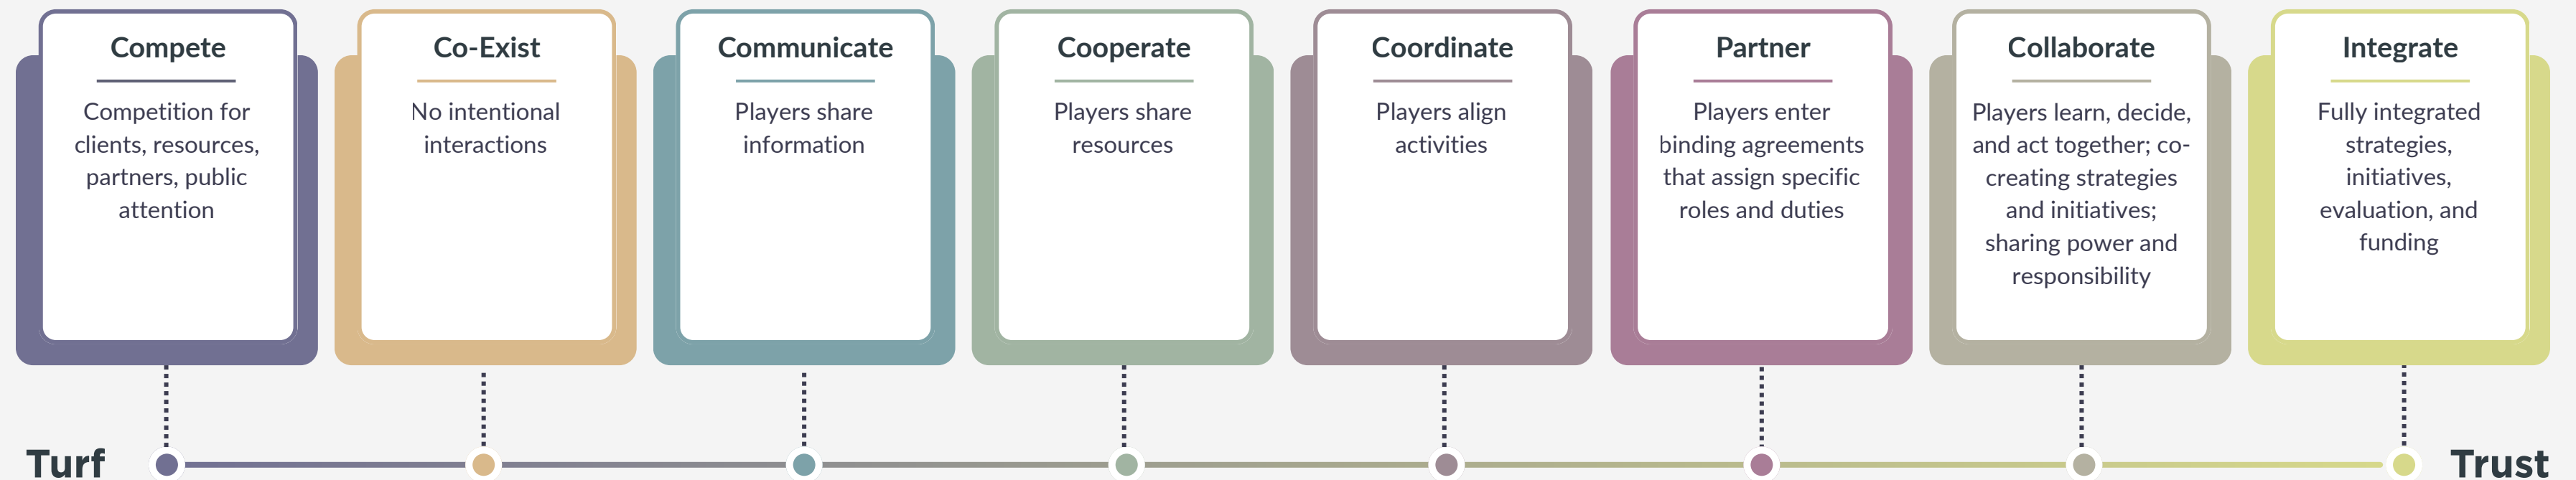 Compete
Competition for
clients, resources,
partners, public
attention
Co-Exist
No intentional
interactions
Communicate
Players share
information
Cooperate
Players share
resources
Coordinate
Players align
activities
Partner
Players enter
binding agreements
that assign specific
roles and duties
Collaborate
Players learn, decide,
and act together; co-
creating strategies
and initiatives;
sharing power and
responsibility
Integrate
Fully integrated
strategies,
initiatives,
evaluation, and
funding
Turf
Trust